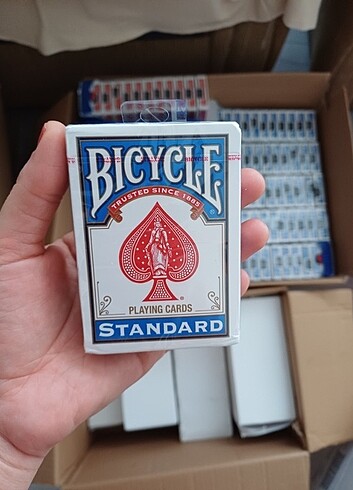 BICYCLE
TRUSTED SINCE 1885
PLAYING CARDS
STANDARD